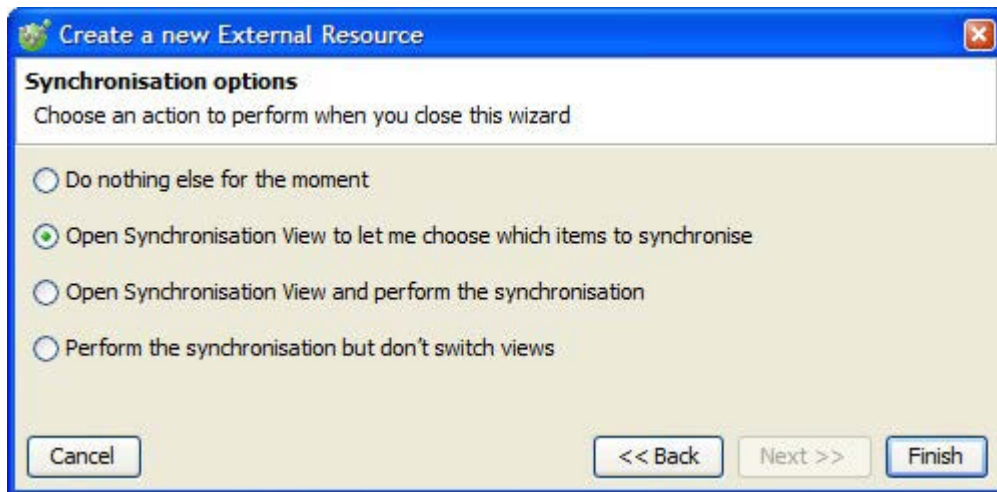 Create a new External Resource
Synchronisation options
Choose an action to perform when you close this wizard
Do nothing else for the moment
Open Synchronisation View to let me choose which items to synchronise
Open Synchronisation View and perform the synchronisation
Perform the synchronisation but don't switch views
Cancel << Back Next >> Finish